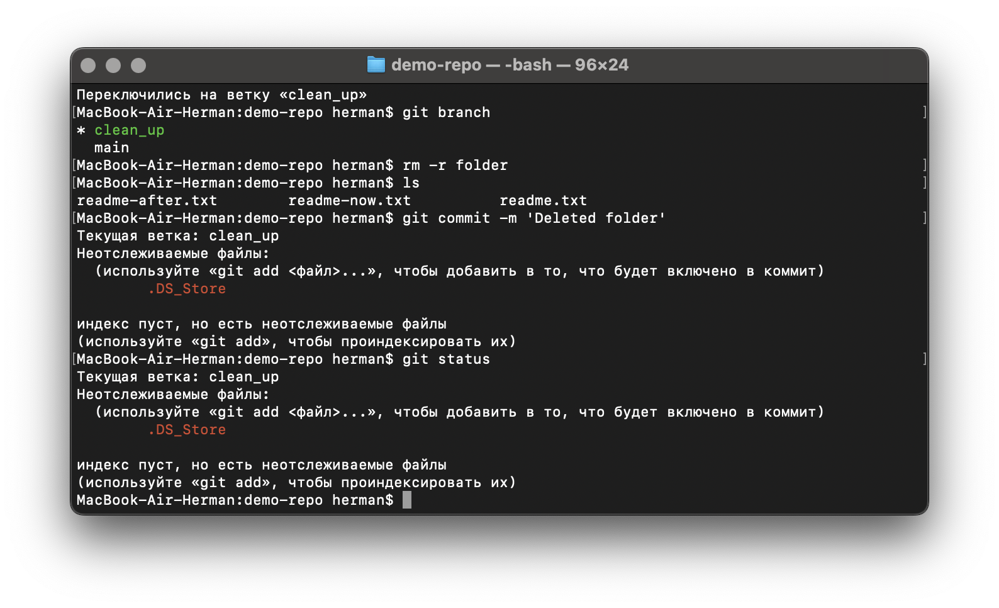 demo-repo — -bash — 96×24
Переключились на ветку «clean_up»
[MacBook-Air-Herman:demo-repo herman$ git branch ]
* clean_up
  main
[MacBook-Air-Herman:demo-repo herman$ rm -r folder ]
[MacBook-Air-Herman:demo-repo herman$ ls ]
readme-after.txt        readme-now.txt          readme.txt
[MacBook-Air-Herman:demo-repo herman$ git commit -m 'Deleted folder' ]
Текущая ветка: clean_up
Неотслеживаемые файлы:
  (используйте «git add <файл>...», чтобы добавить в то, что будет включено в коммит)
        .DS_Store
индекс пуст, но есть неотслеживаемые файлы
(используйте «git add», чтобы проиндексировать их)
[MacBook-Air-Herman:demo-repo herman$ git status ]
Текущая ветка: clean_up
Неотслеживаемые файлы:
  (используйте «git add <файл>...», чтобы добавить в то, что будет включено в коммит)
        .DS_Store
индекс пуст, но есть неотслеживаемые файлы
(используйте «git add», чтобы проиндексировать их)
MacBook-Air-Herman:demo-repo herman$